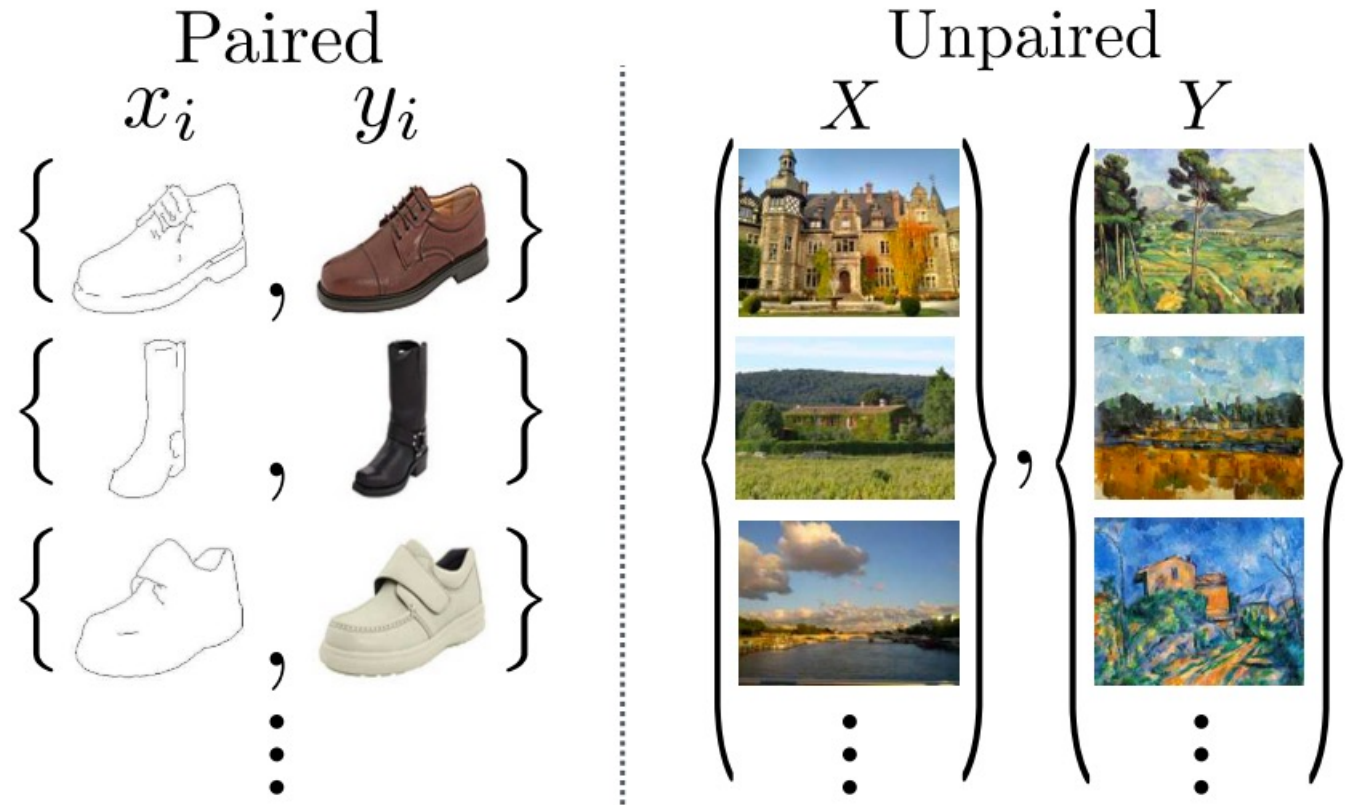 Paired
x_i y_i
{ , }
{ , }
{ , }
⋮
Unpaired
X Y
{ } , { }
⋮ ⋮